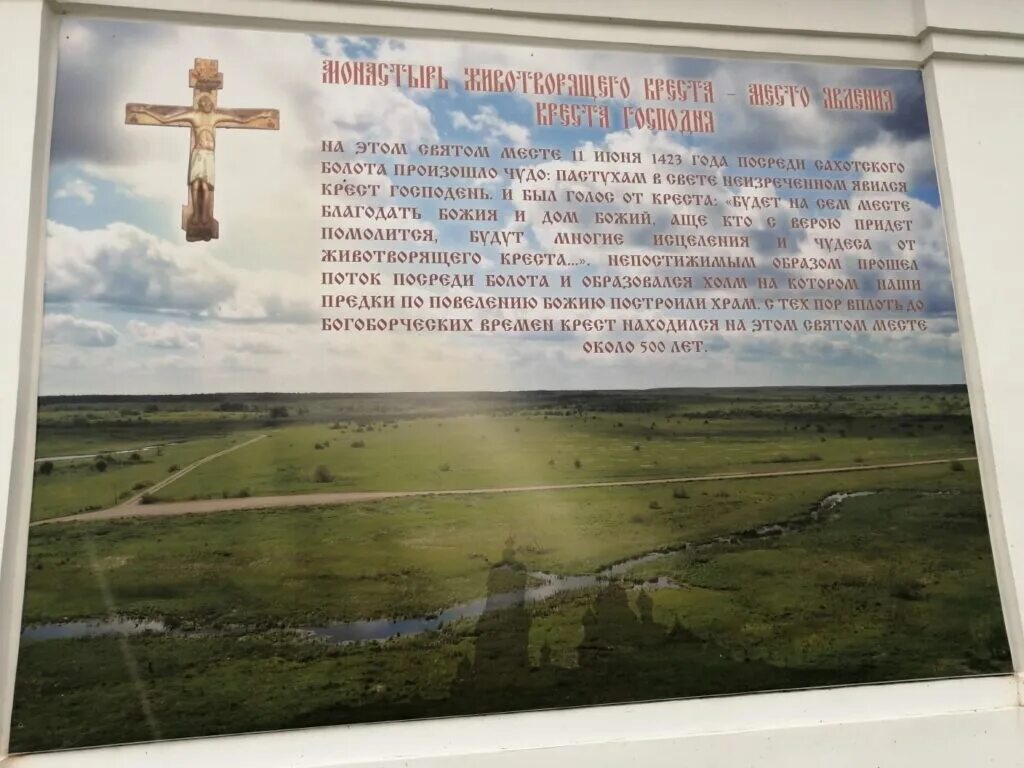 МОНАСТЫРЬ ЖИВОТВОРЯЩЕГО КРЕСТА - МЕСТО ЯВЛЕНИЯ
КРЕСТА ГОСПОДНЯ
НА ЭТОМ СВЯТОМ МЕСТЕ 11 ИЮНЯ 1423 ГОДА ПОСРЕДИ САХОТСКОГО
БОЛОТА ПРОИЗОШЛО ЧУДО: ПАСТУХАМ В СВЕТЕ НЕИЗРЕЧЕННОМ ЯВИЛСЯ
КРЕСТ ГОСПОДЕНЬ. И БЫЛ ГОЛОС ОТ КРЕСТА: «БУДЕТ НА СЕМ МЕСТЕ
БЛАГОДАТЬ БОЖИЯ И ДОМ БОЖИЙ, АЩЕ КТО С ВЕРОЮ ПРИДЕТ
ПОМОЛИТСЯ, БУДУТ МНОГИЕ ИСЦЕЛЕНИЯ И ЧУДЕСА ОТ
ЖИВОТВОРЯЩЕГО КРЕСТА...». НЕПОСТИЖИМЫМ ОБРАЗОМ ПРОШЕЛ
ПОТОК ПОСРЕДИ БОЛОТА И ОБРАЗОВАЛСЯ ХОЛМ НА КОТОРОМ НАШИ
ПРЕДКИ ПО ПОВЕЛЕНИЮ БОЖИЮ ПОСТРОИЛИ ХРАМ. С ТЕХ ПОР ВПЛОТЬ ДО
БОГОБОРЧЕСКИХ ВРЕМЕН КРЕСТ НАХОДИЛСЯ НА ЭТОМ СВЯТОМ МЕСТЕ
ОКОЛО 500 ЛЕТ.